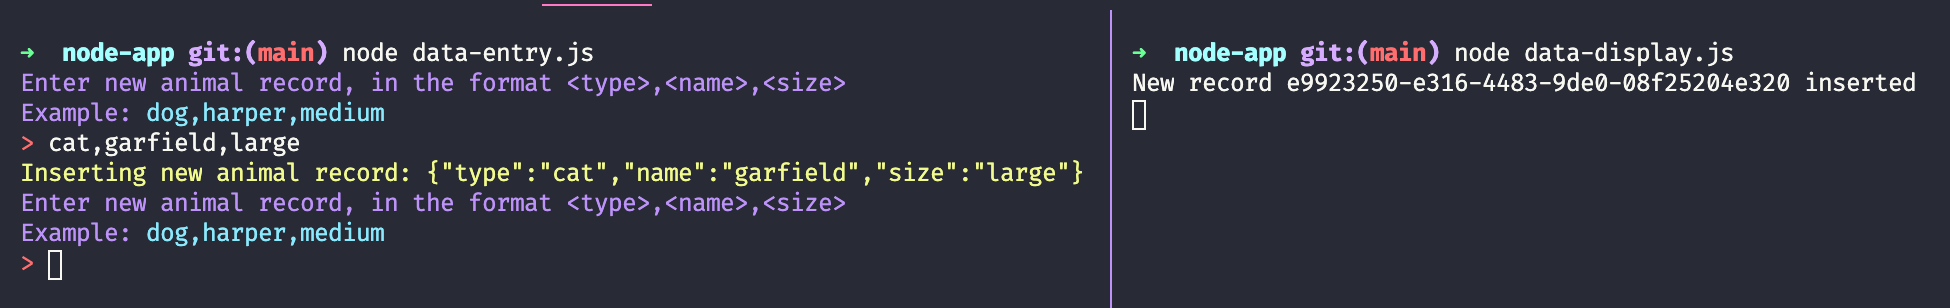 ➜ node-app git:(main) node data-entry.js
Enter new animal record, in the format <type>,<name>,<size>
Example: dog,harper,medium
> cat,garfield,large
Inserting new animal record: {"type":"cat","name":"garfield","size":"large"}
Enter new animal record, in the format <type>,<name>,<size>
Example: dog,harper,medium
>
➜ node-app git:(main) node data-display.js
New record e9923250-e316-4483-9de0-08f25204e320 inserted